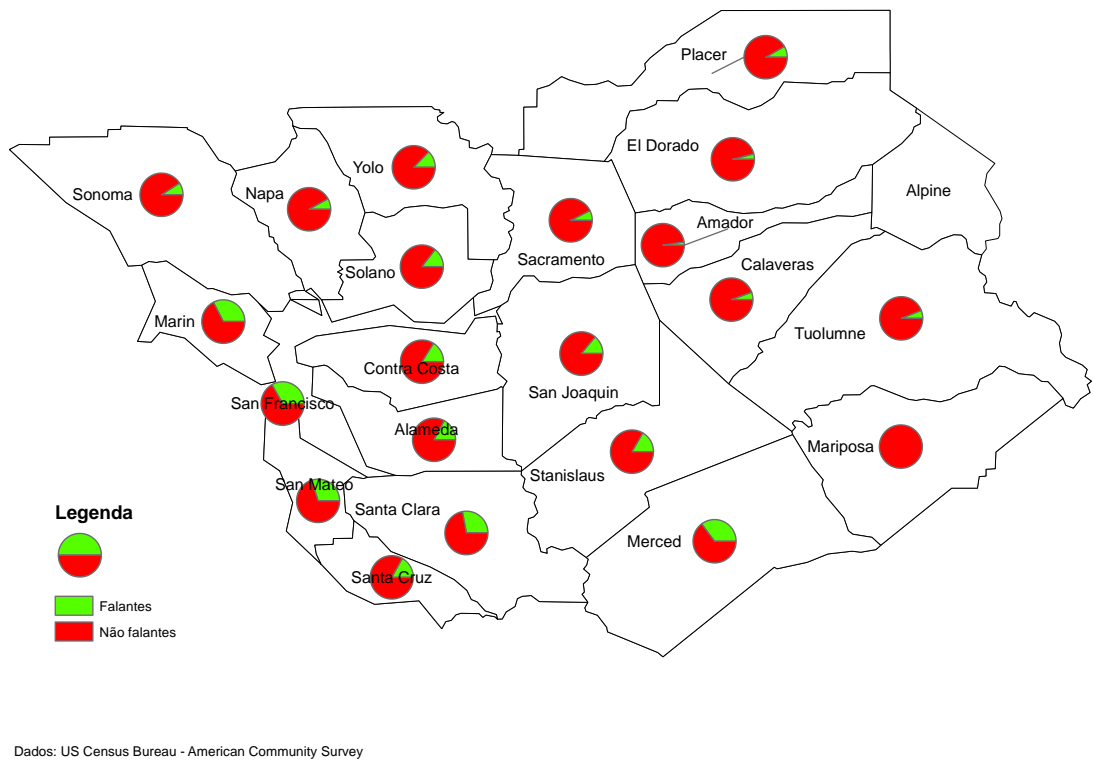 Placer
El Dorado
Yolo
Sonoma
Napa
Alpine
Amador
Sacramento
Calaveras
Solano
Marin
Tuolumne
Contra Costa
San Joaquin
San Francisco
Alameda
Mariposa
Stanislaus
San Mateo
Santa Clara
Merced
Santa Cruz
Legenda
Falantes
Não falantes
Dados: US Census Bureau - American Community Survey